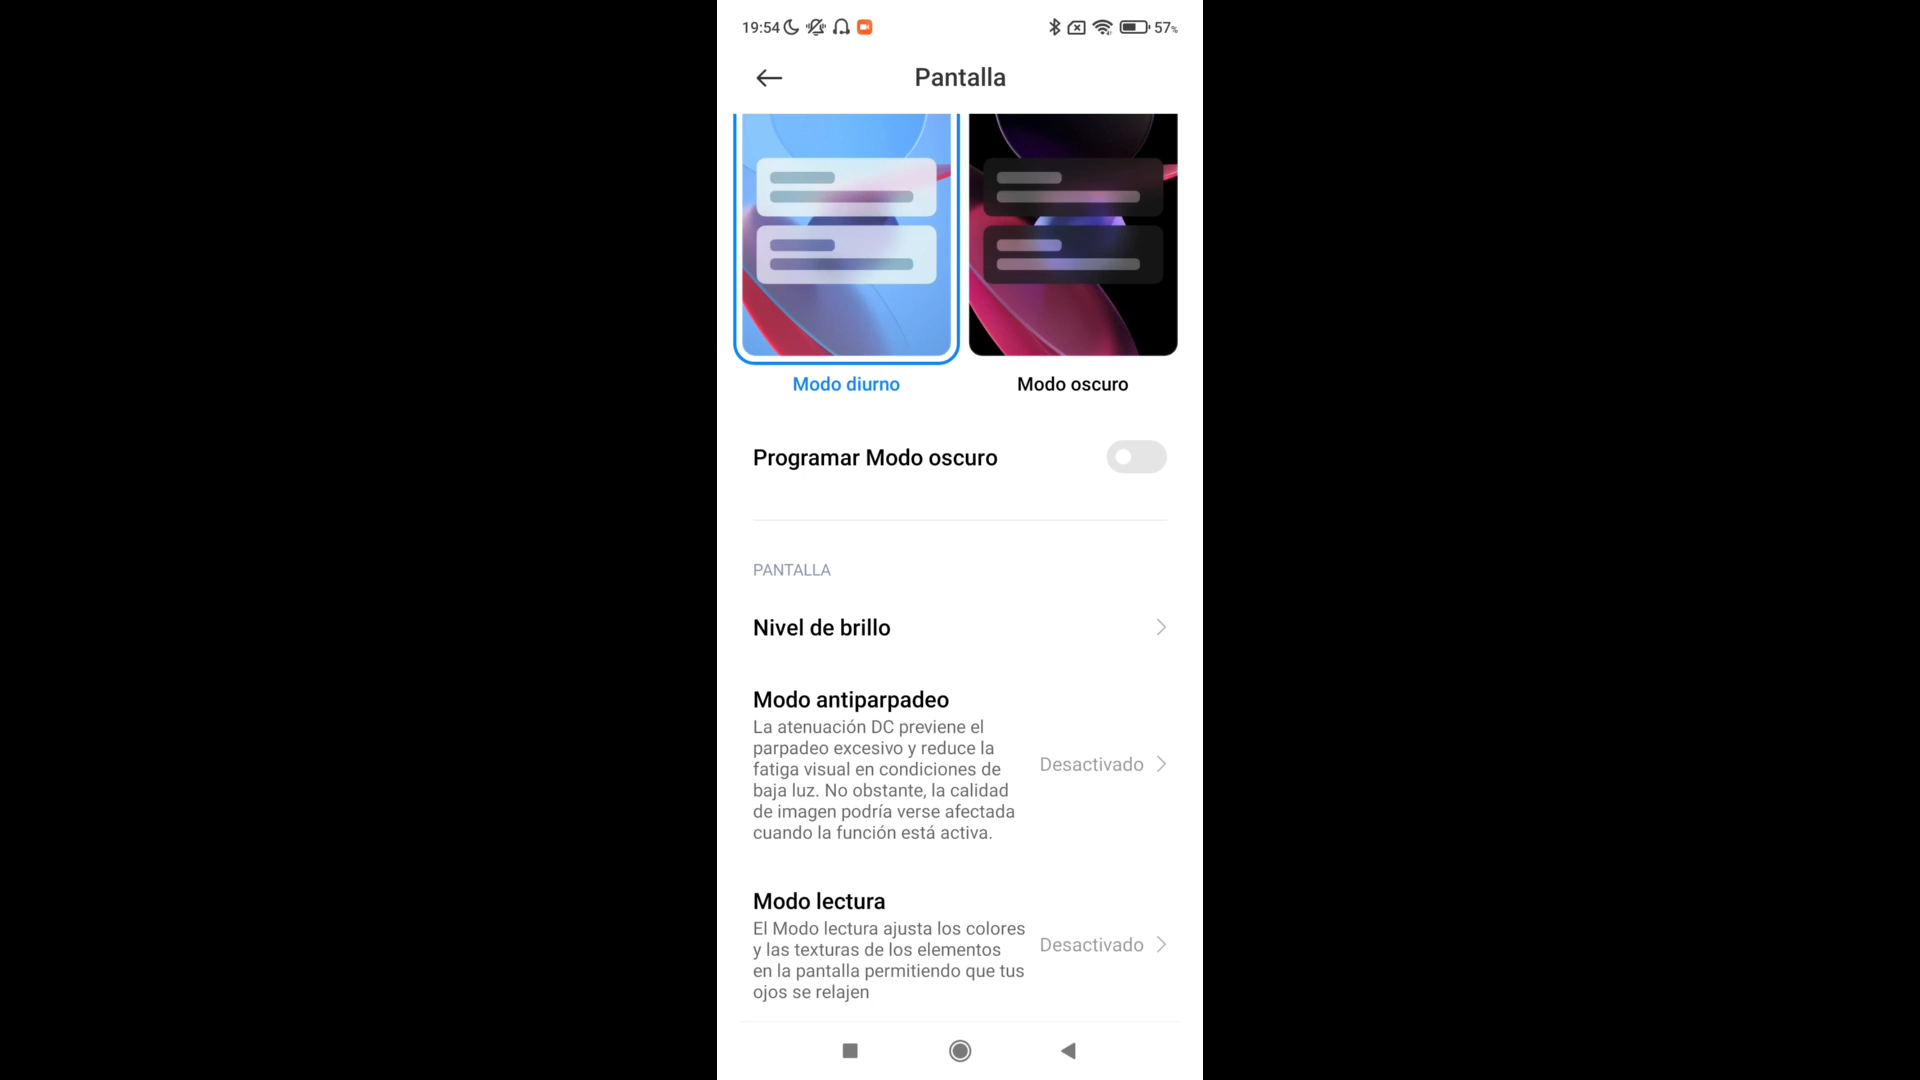 19:54 57%
Pantalla
Modo diurno Modo oscuro
Programar Modo oscuro
PANTALLA
Nivel de brillo
Modo antiparpadeo
La atenuación DC previene el
parpadeo excesivo y reduce la
fatiga visual en condiciones de
baja luz. No obstante, la calidad
de imagen podría verse afectada
cuando la función está activa.
Desactivado
Modo lectura
El Modo lectura ajusta los colores
y las texturas de los elementos
en la pantalla permitiendo que tus
ojos se relajen
Desactivado